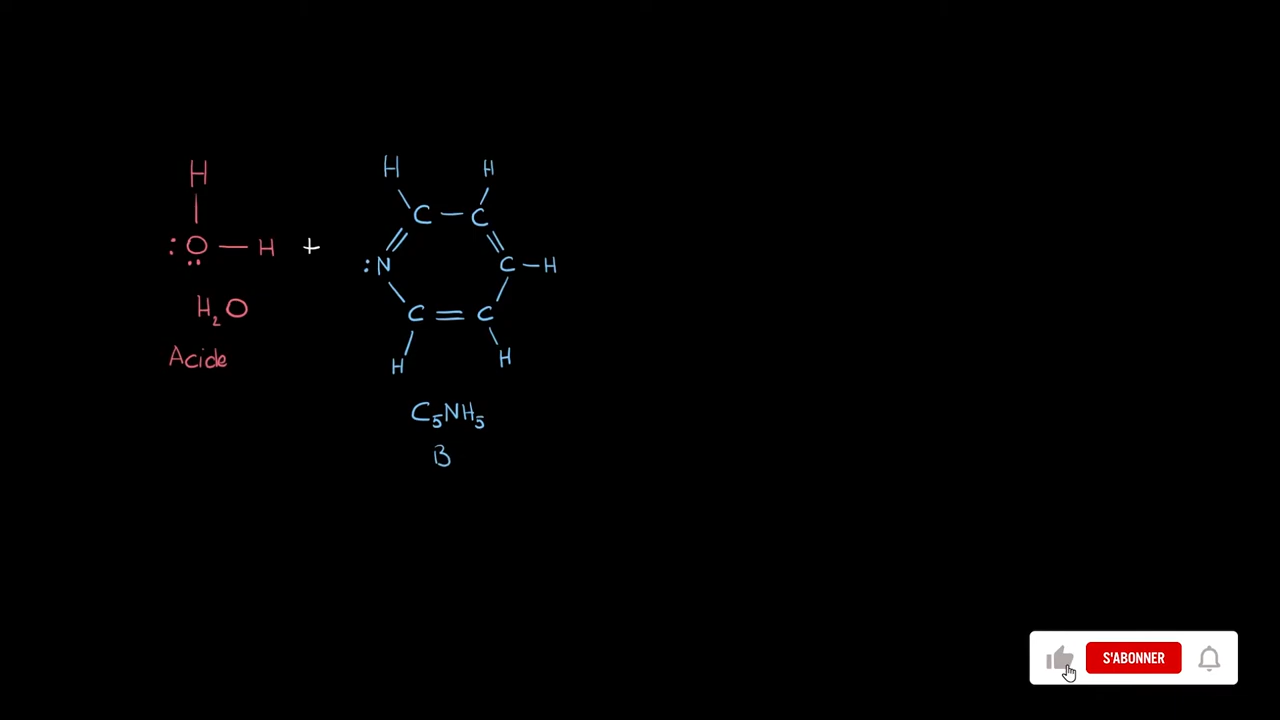 H H H
C — C
:O — H + :N C — H
C = C
H₂O
Acide H H
C₅NH₅
B
S'ABONNER